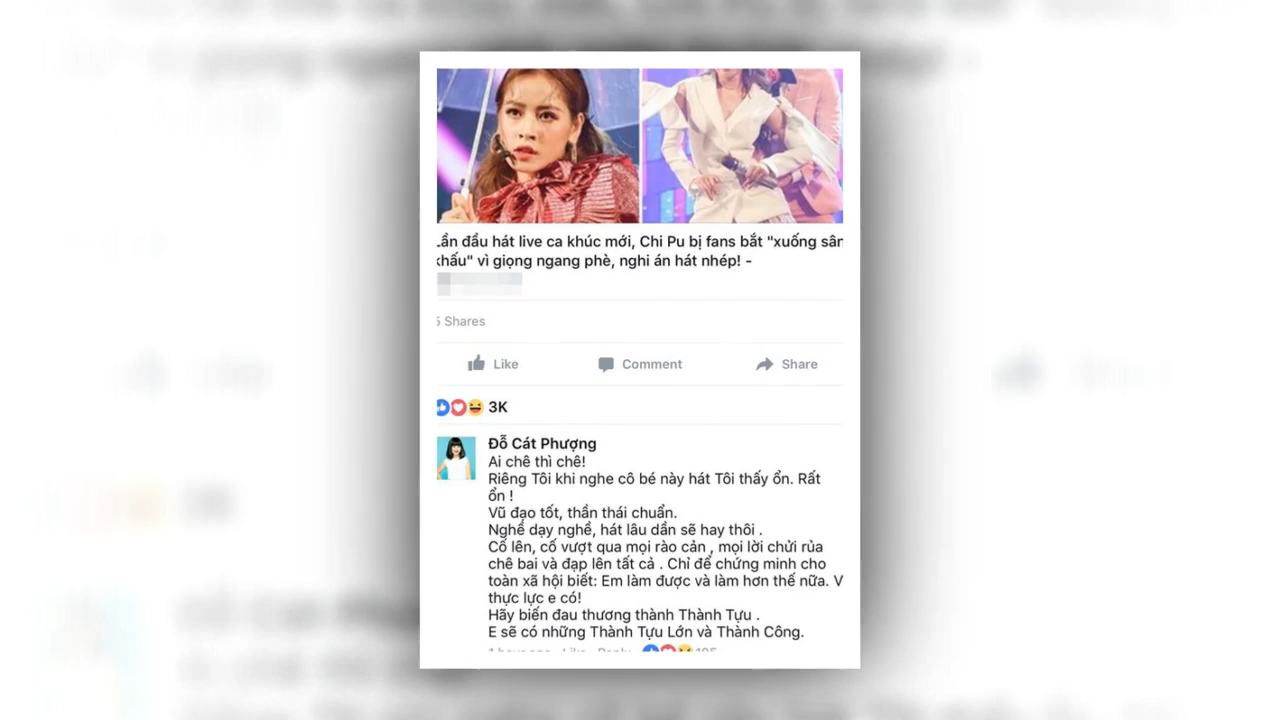 Lần đầu hát live ca khúc mới, Chi Pu bị fans bắt "xuống sân
khấu" vì giọng ngang phè, nghi án hát nhép! -
5 Shares
Like Comment Share
3K
Đỗ Cát Phượng
Ai chê thì chê!
Riêng Tôi khi nghe cô bé này hát Tôi thấy ổn. Rất
ổn !
Vũ đạo tốt, thần thái chuẩn.
Nghề dạy nghề, hát lâu dần sẽ hay thôi .
Cố lên, cố vượt qua mọi rào cản , mọi lời chửi rủa
chê bai và đạp lên tất cả . Chỉ để chứng minh cho
toàn xã hội biết: Em làm được và làm hơn thế nữa. V
thực lực e có!
Hãy biến đau thương thành Thành Tựu .
E sẽ có những Thành Tựu Lớn và Thành Công.